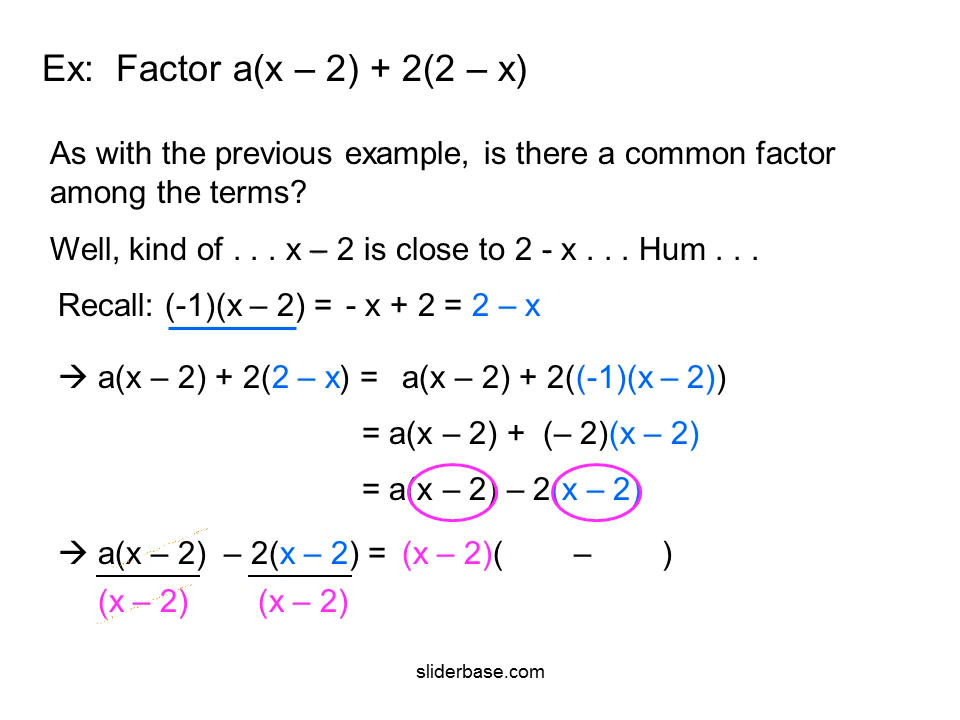 Ex: Factor a(x – 2) + 2(2 – x)
As with the previous example, is there a common factor
among the terms?
Well, kind of . . . x – 2 is close to 2 - x . . . Hum . . .
Recall: (-1)(x – 2) = - x + 2 = 2 – x
→ a(x – 2) + 2(2 – x) = a(x – 2) + 2((-1)(x – 2))
= a(x – 2) + (– 2)(x – 2)
= a(x – 2) – 2(x – 2)
→ a(x – 2) – 2(x – 2) = (x – 2)( – )
(x – 2) (x – 2)
sliderbase.com